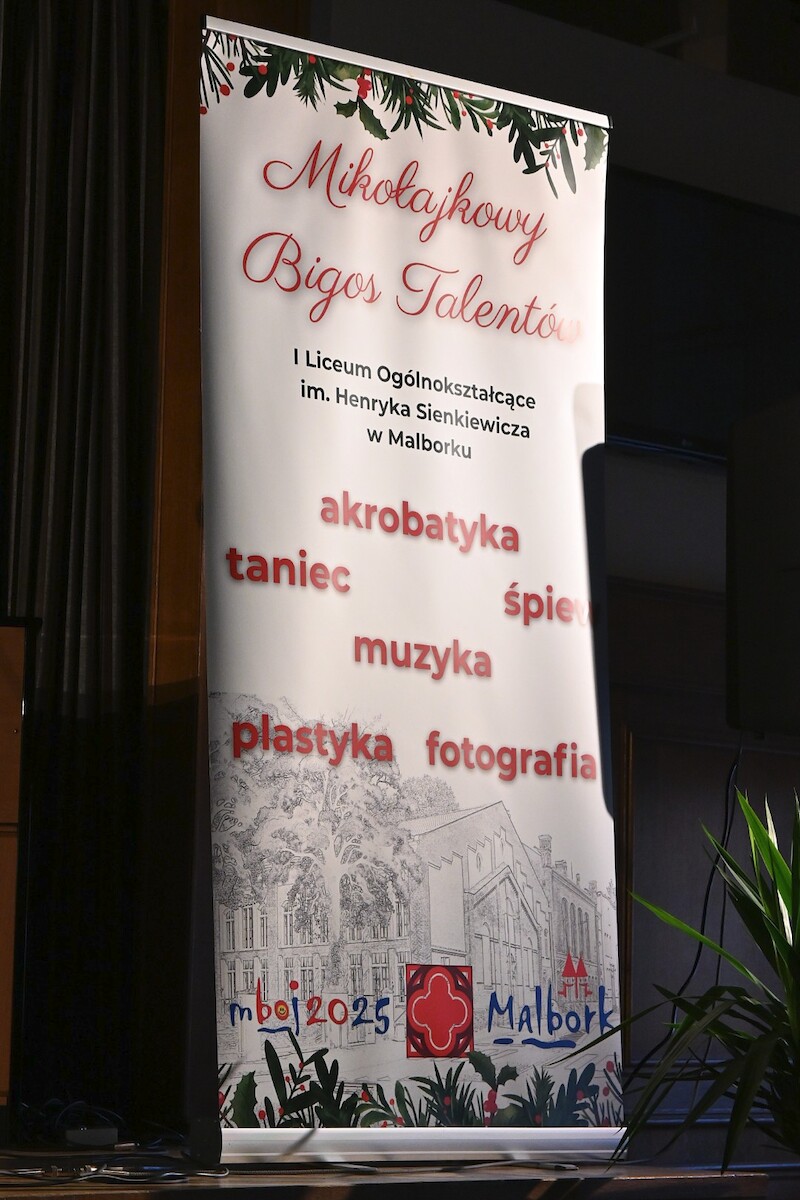 Mikołajkowy
Bigos Talentów
I Liceum Ogólnokształcące
im. Henryka Sienkiewicza
w Malborku
akrobatyka
taniec
śpiew
muzyka
plastyka fotografia
mboj2025 Malbork